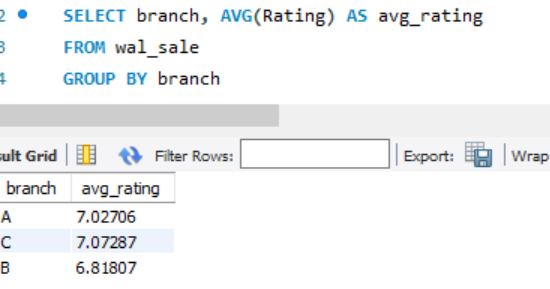 2 SELECT branch, AVG(Rating) AS avg_rating
3 FROM wal_sale
4 GROUP BY branch
sult Grid Filter Rows: Export: Wrap
branch avg_rating
A 7.02706
C 7.07287
B 6.81807